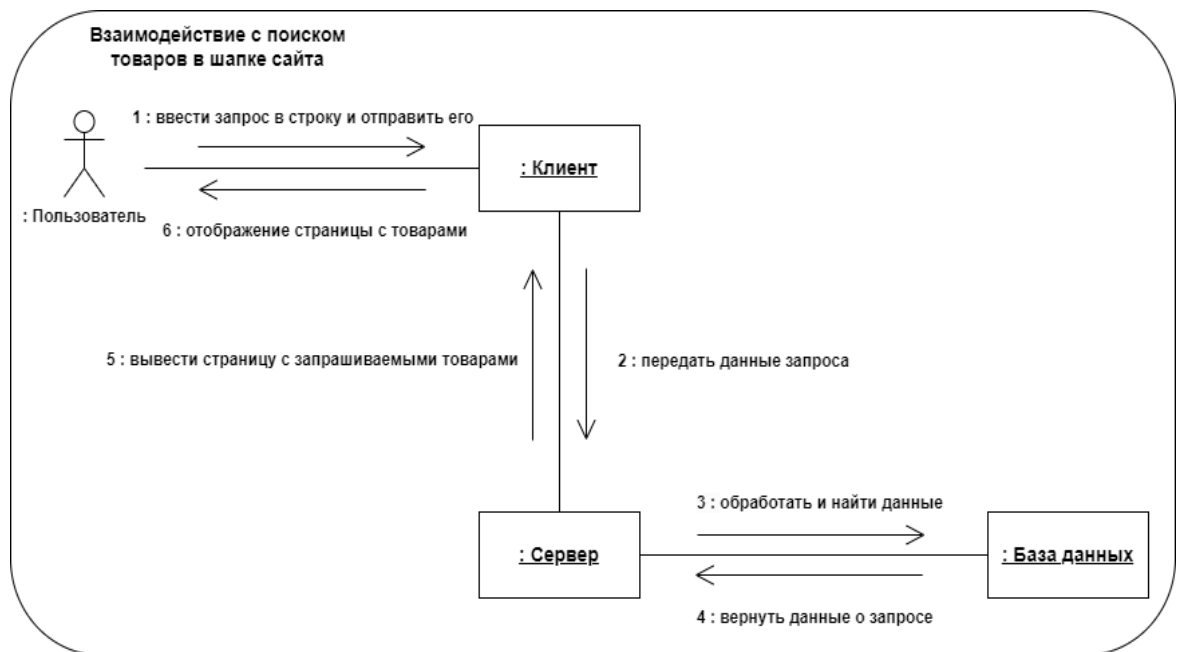 Взаимодействие с поиском
товаров в шапке сайта
1 : ввести запрос в строку и отправить его
: Клиент
: Пользователь
6 : отображение страницы с товарами
5 : вывести страницу с запрашиваемыми товарами
2 : передать данные запроса
3 : обработать и найти данные
: Сервер
: База данных
4 : вернуть данные о запросе